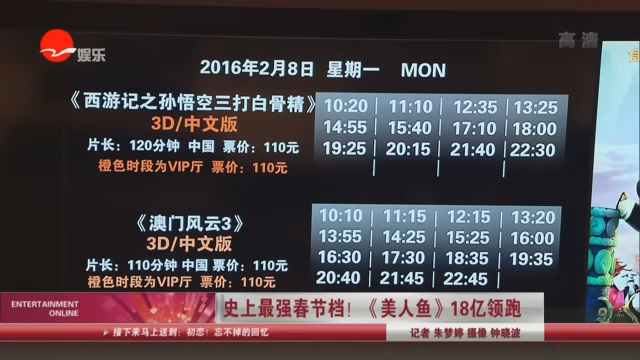 娱乐
高清
2016年2月8日 星期一 MON
《西游记之孙悟空三打白骨精》
3D/中文版
片长：120分钟 中国 票价：110元
橙色时段为VIP厅 票价：110元
10:20 | 11:10 | 12:35 | 13:25
14:55 | 15:40 | 17:10 | 18:00
19:25 | 20:15 | 21:40 | 22:30
《澳门风云3》
3D/中文版
片长：110分钟 中国 票价：110元
橙色时段为VIP厅 票价：110元
10:10 | 11:15 | 12:15 | 13:20
13:55 | 14:25 | 15:25 | 16:00
16:30 | 17:30 | 18:35 | 19:35
20:40 | 21:45 | 22:45 |
ENTERTAINMENT
ONLINE
史上最强春节档！《美人鱼》18亿领跑
接下来马上送到：初恋！忘不掉的回忆
记者 朱梦婷 摄像 钟晓波